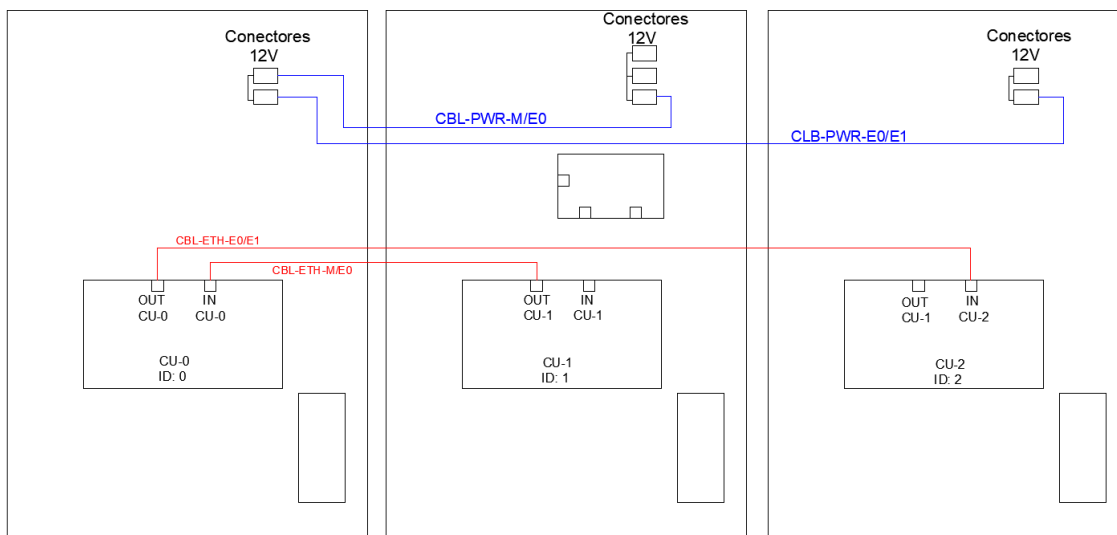 Conectores
12V
Conectores
12V
Conectores
12V
CBL-PWR-M/E0
CLB-PWR-E0/E1
CBL-ETH-E0/E1
CBL-ETH-M/E0
OUT
CU-0
IN
CU-0
CU-0
ID: 0
OUT
CU-1
IN
CU-1
CU-1
ID: 1
OUT
CU-1
IN
CU-2
CU-2
ID: 2